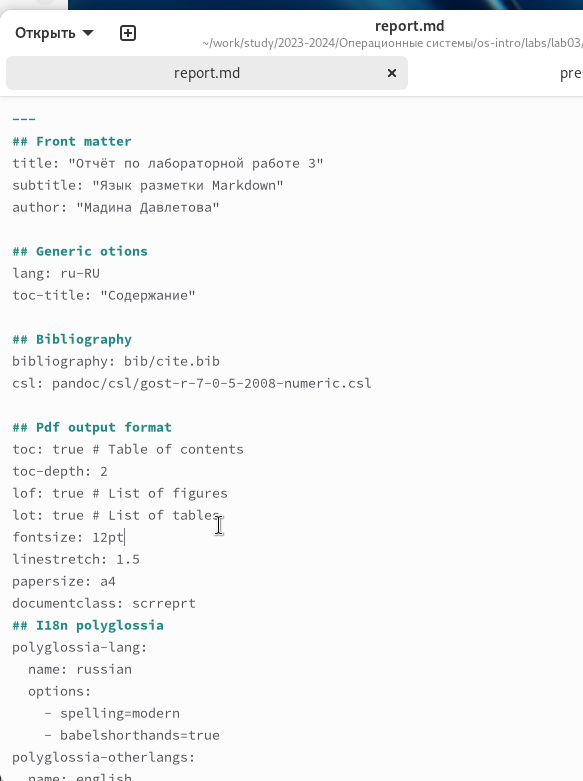 Открыть
report.md
~/work/study/2023-2024/Операционные системы/os-intro/labs/lab03/
report.md
pre
---
## Front matter
title: "Отчёт по лабораторной работе 3"
subtitle: "Язык разметки Markdown"
author: "Мадина Давлетова"
## Generic otions
lang: ru-RU
toc-title: "Содержание"
## Bibliography
bibliography: bib/cite.bib
csl: pandoc/csl/gost-r-7-0-5-2008-numeric.csl
## Pdf output format
toc: true # Table of contents
toc-depth: 2
lof: true # List of figures
lot: true # List of tables
fontsize: 12pt
linestretch: 1.5
papersize: a4
documentclass: scrreprt
## I18n polyglossia
polyglossia-lang:
  name: russian
  options:
    - spelling=modern
    - babelshorthands=true
polyglossia-otherlangs:
  name: english